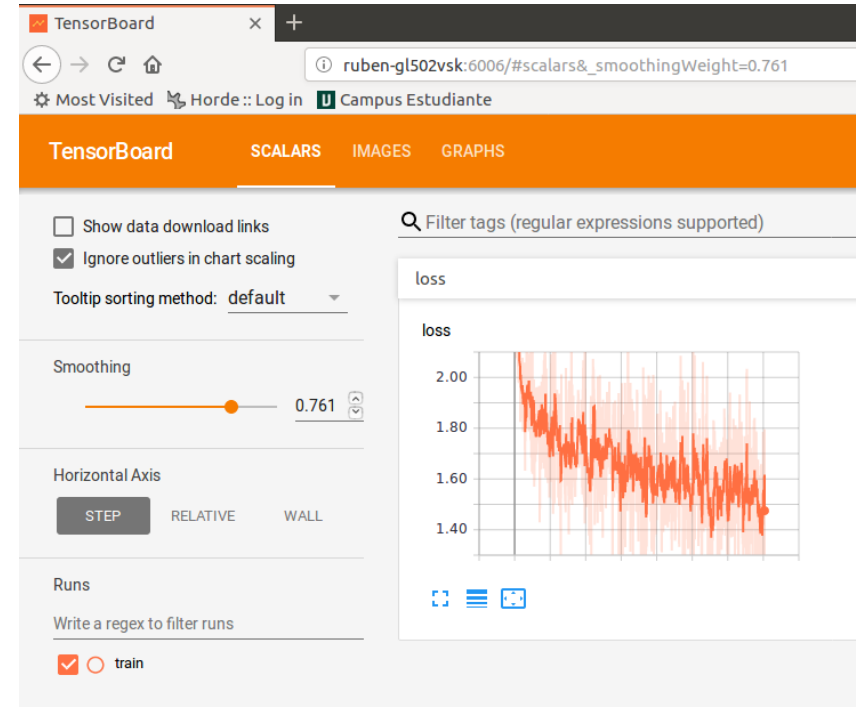 TensorBoard × +
ruben-gl502vsk:6006/#scalars&_smoothingWeight=0.761
Most Visited Horde :: Log in U Campus Estudiante
TensorBoard SCALARS IMAGES GRAPHS
Show data download links
Ignore outliers in chart scaling
Tooltip sorting method: default
Smoothing
0.761
Horizontal Axis
STEP RELATIVE WALL
Runs
Write a regex to filter runs
train
Filter tags (regular expressions supported)
loss
loss
2.00
1.80
1.60
1.40